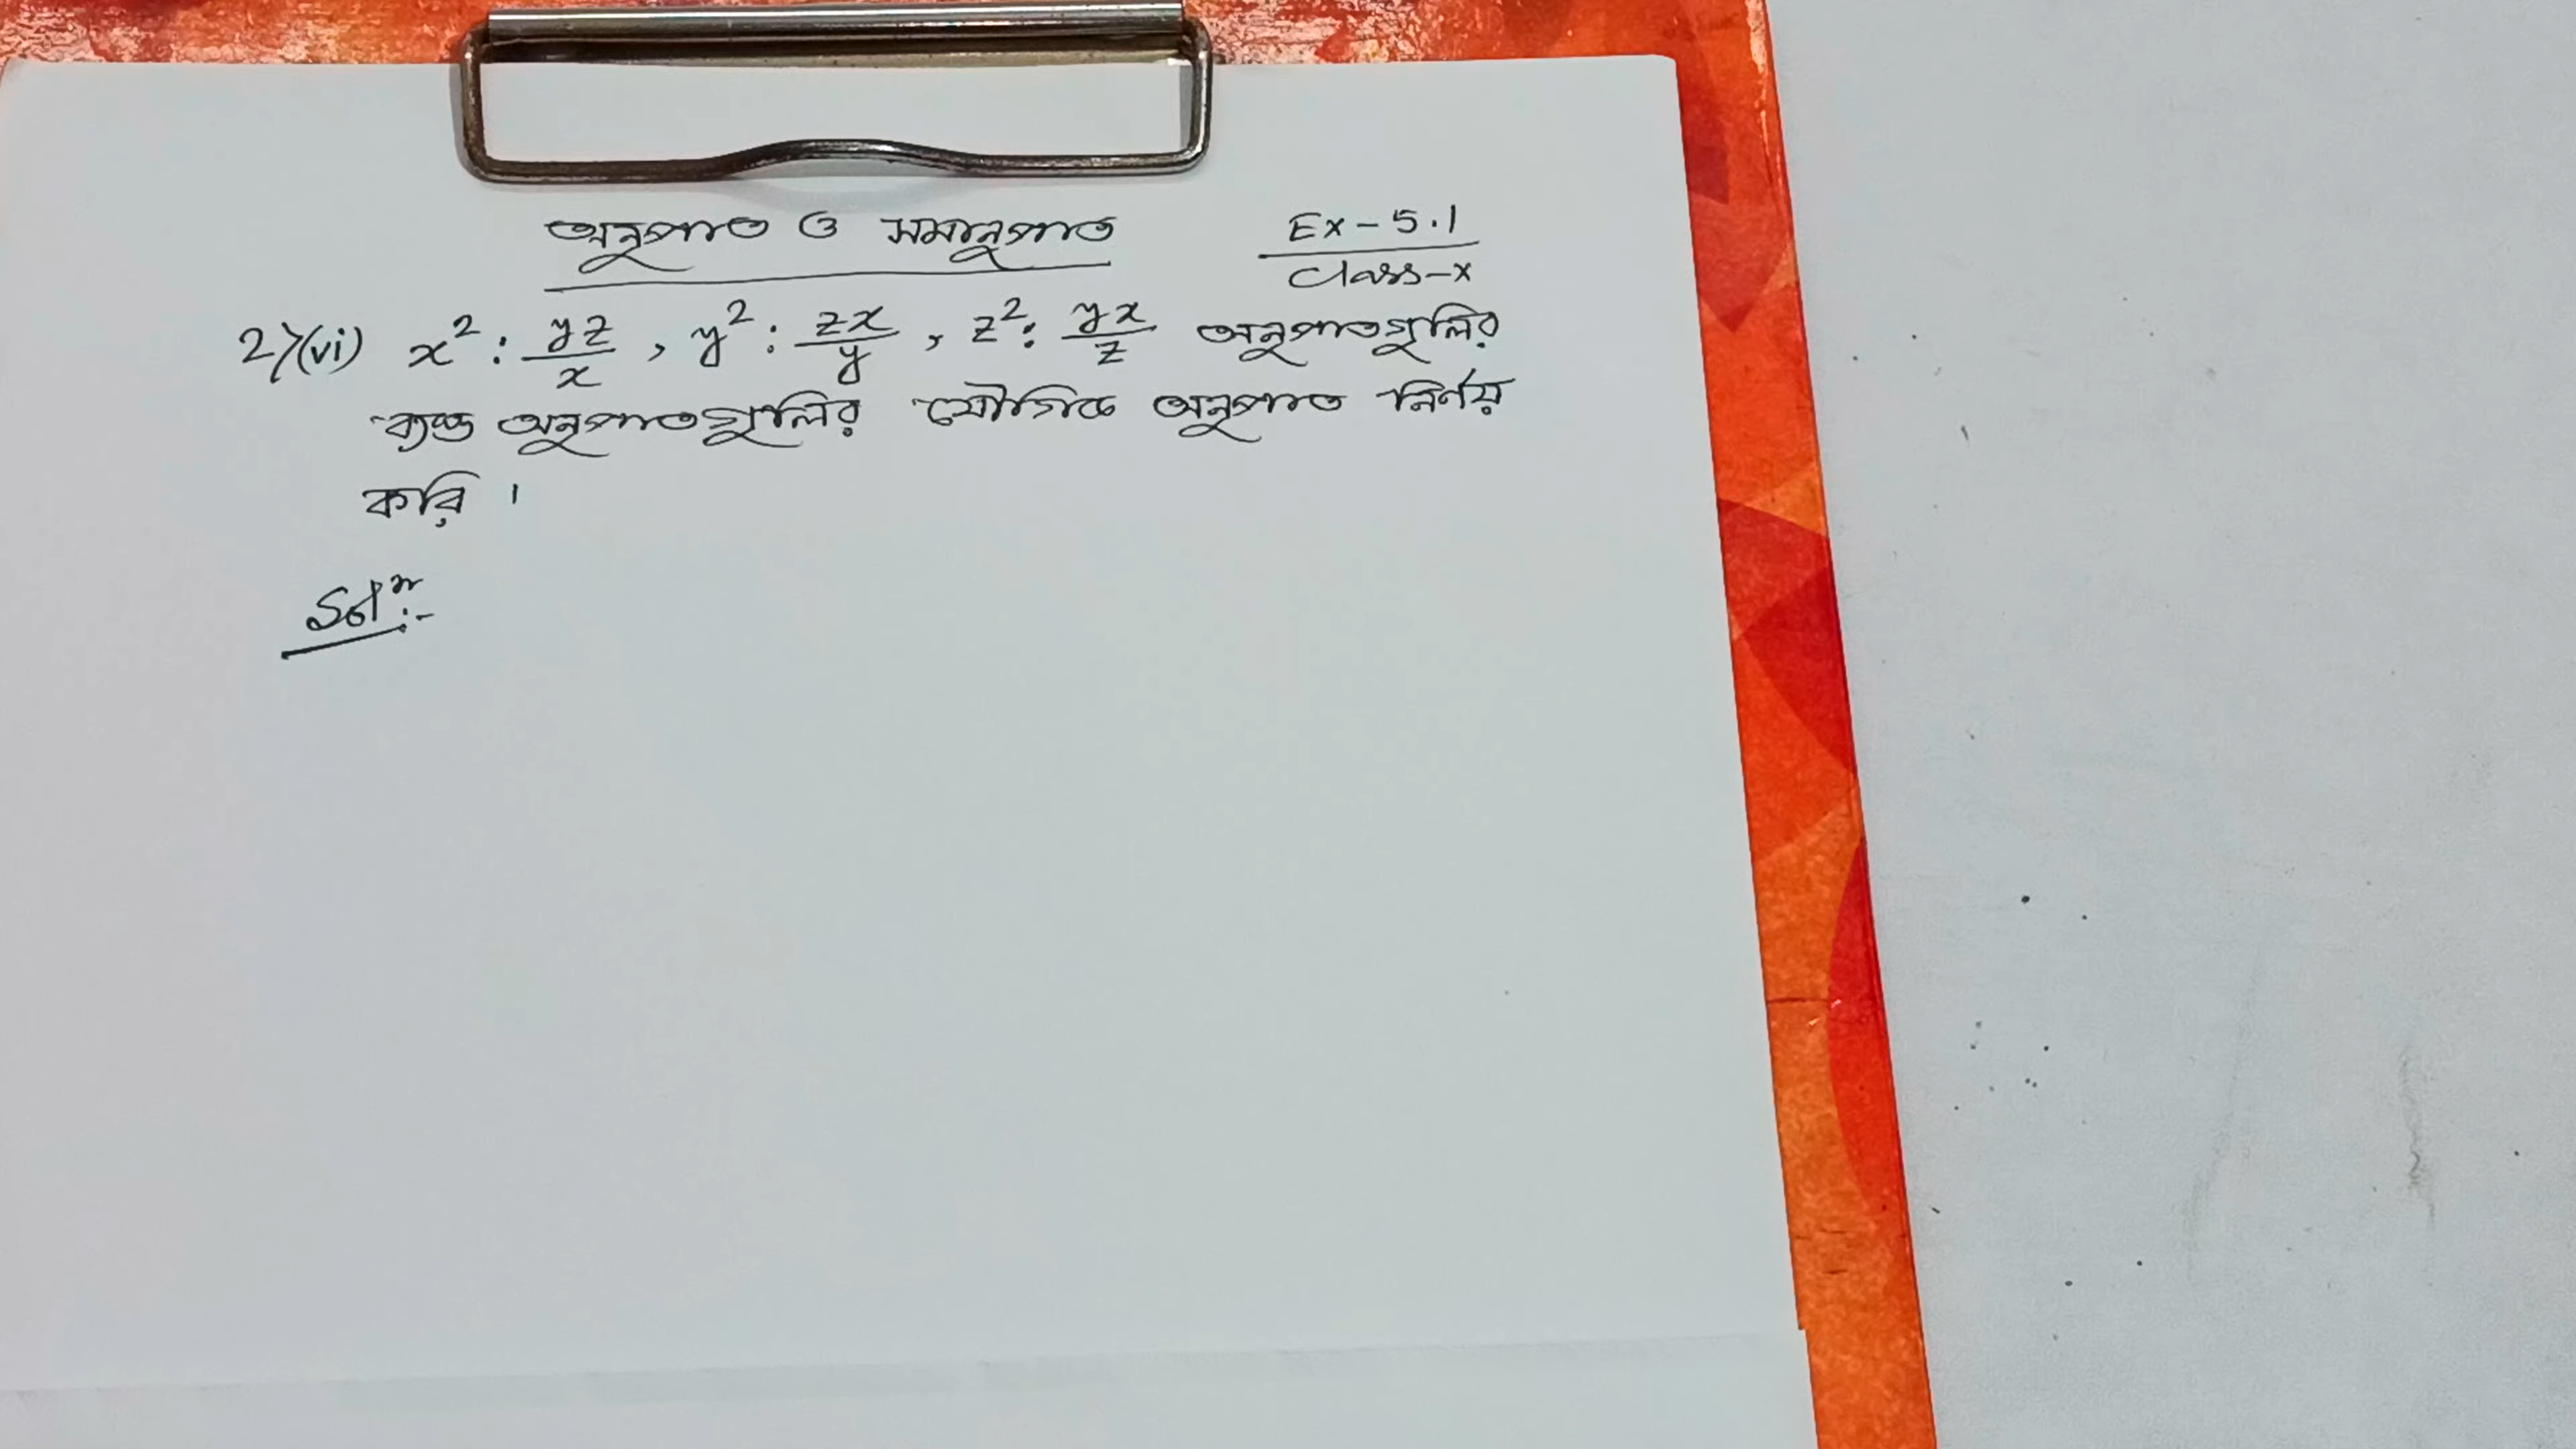 অনুপাত ও সমানুপাত
Ex - 5.1
Class - x
2>(vi) x² : yz/x , y² : zx/y , z² : yx/z অনুপাতগুলির
ব্যস্ত অনুপাতগুলির যৌগিক অনুপাত নির্ণয়
করি ।
Solⁿ :-